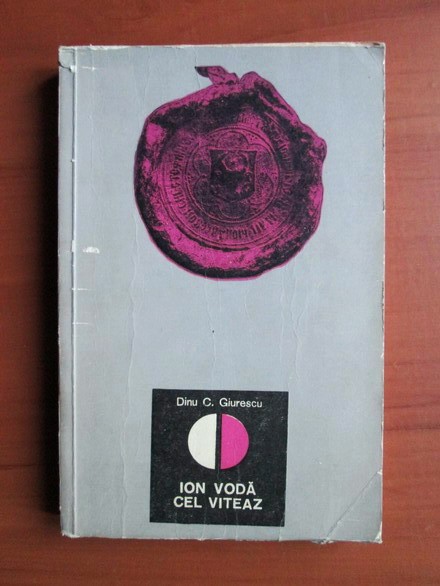 Dinu C. Giurescu
ION VODĂ
CEL VITEAZ